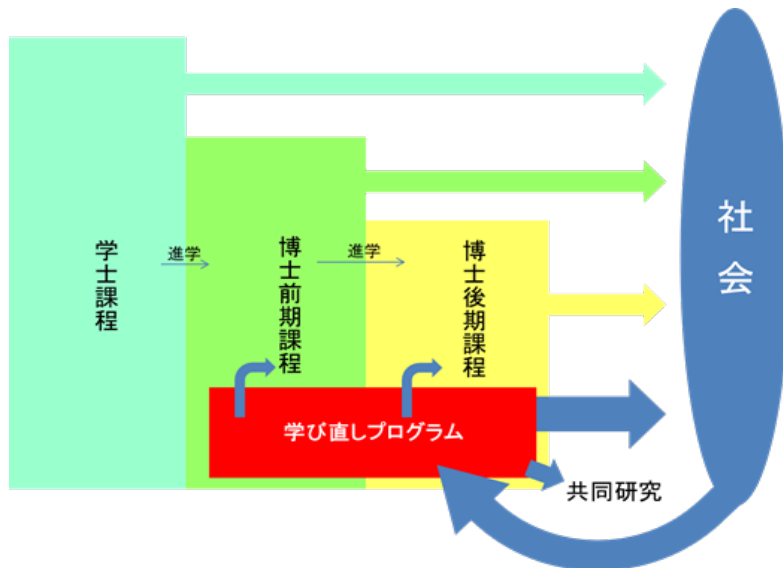 学士課程
進学
博士前期課程
進学
博士後期課程
社会
学び直しプログラム
共同研究